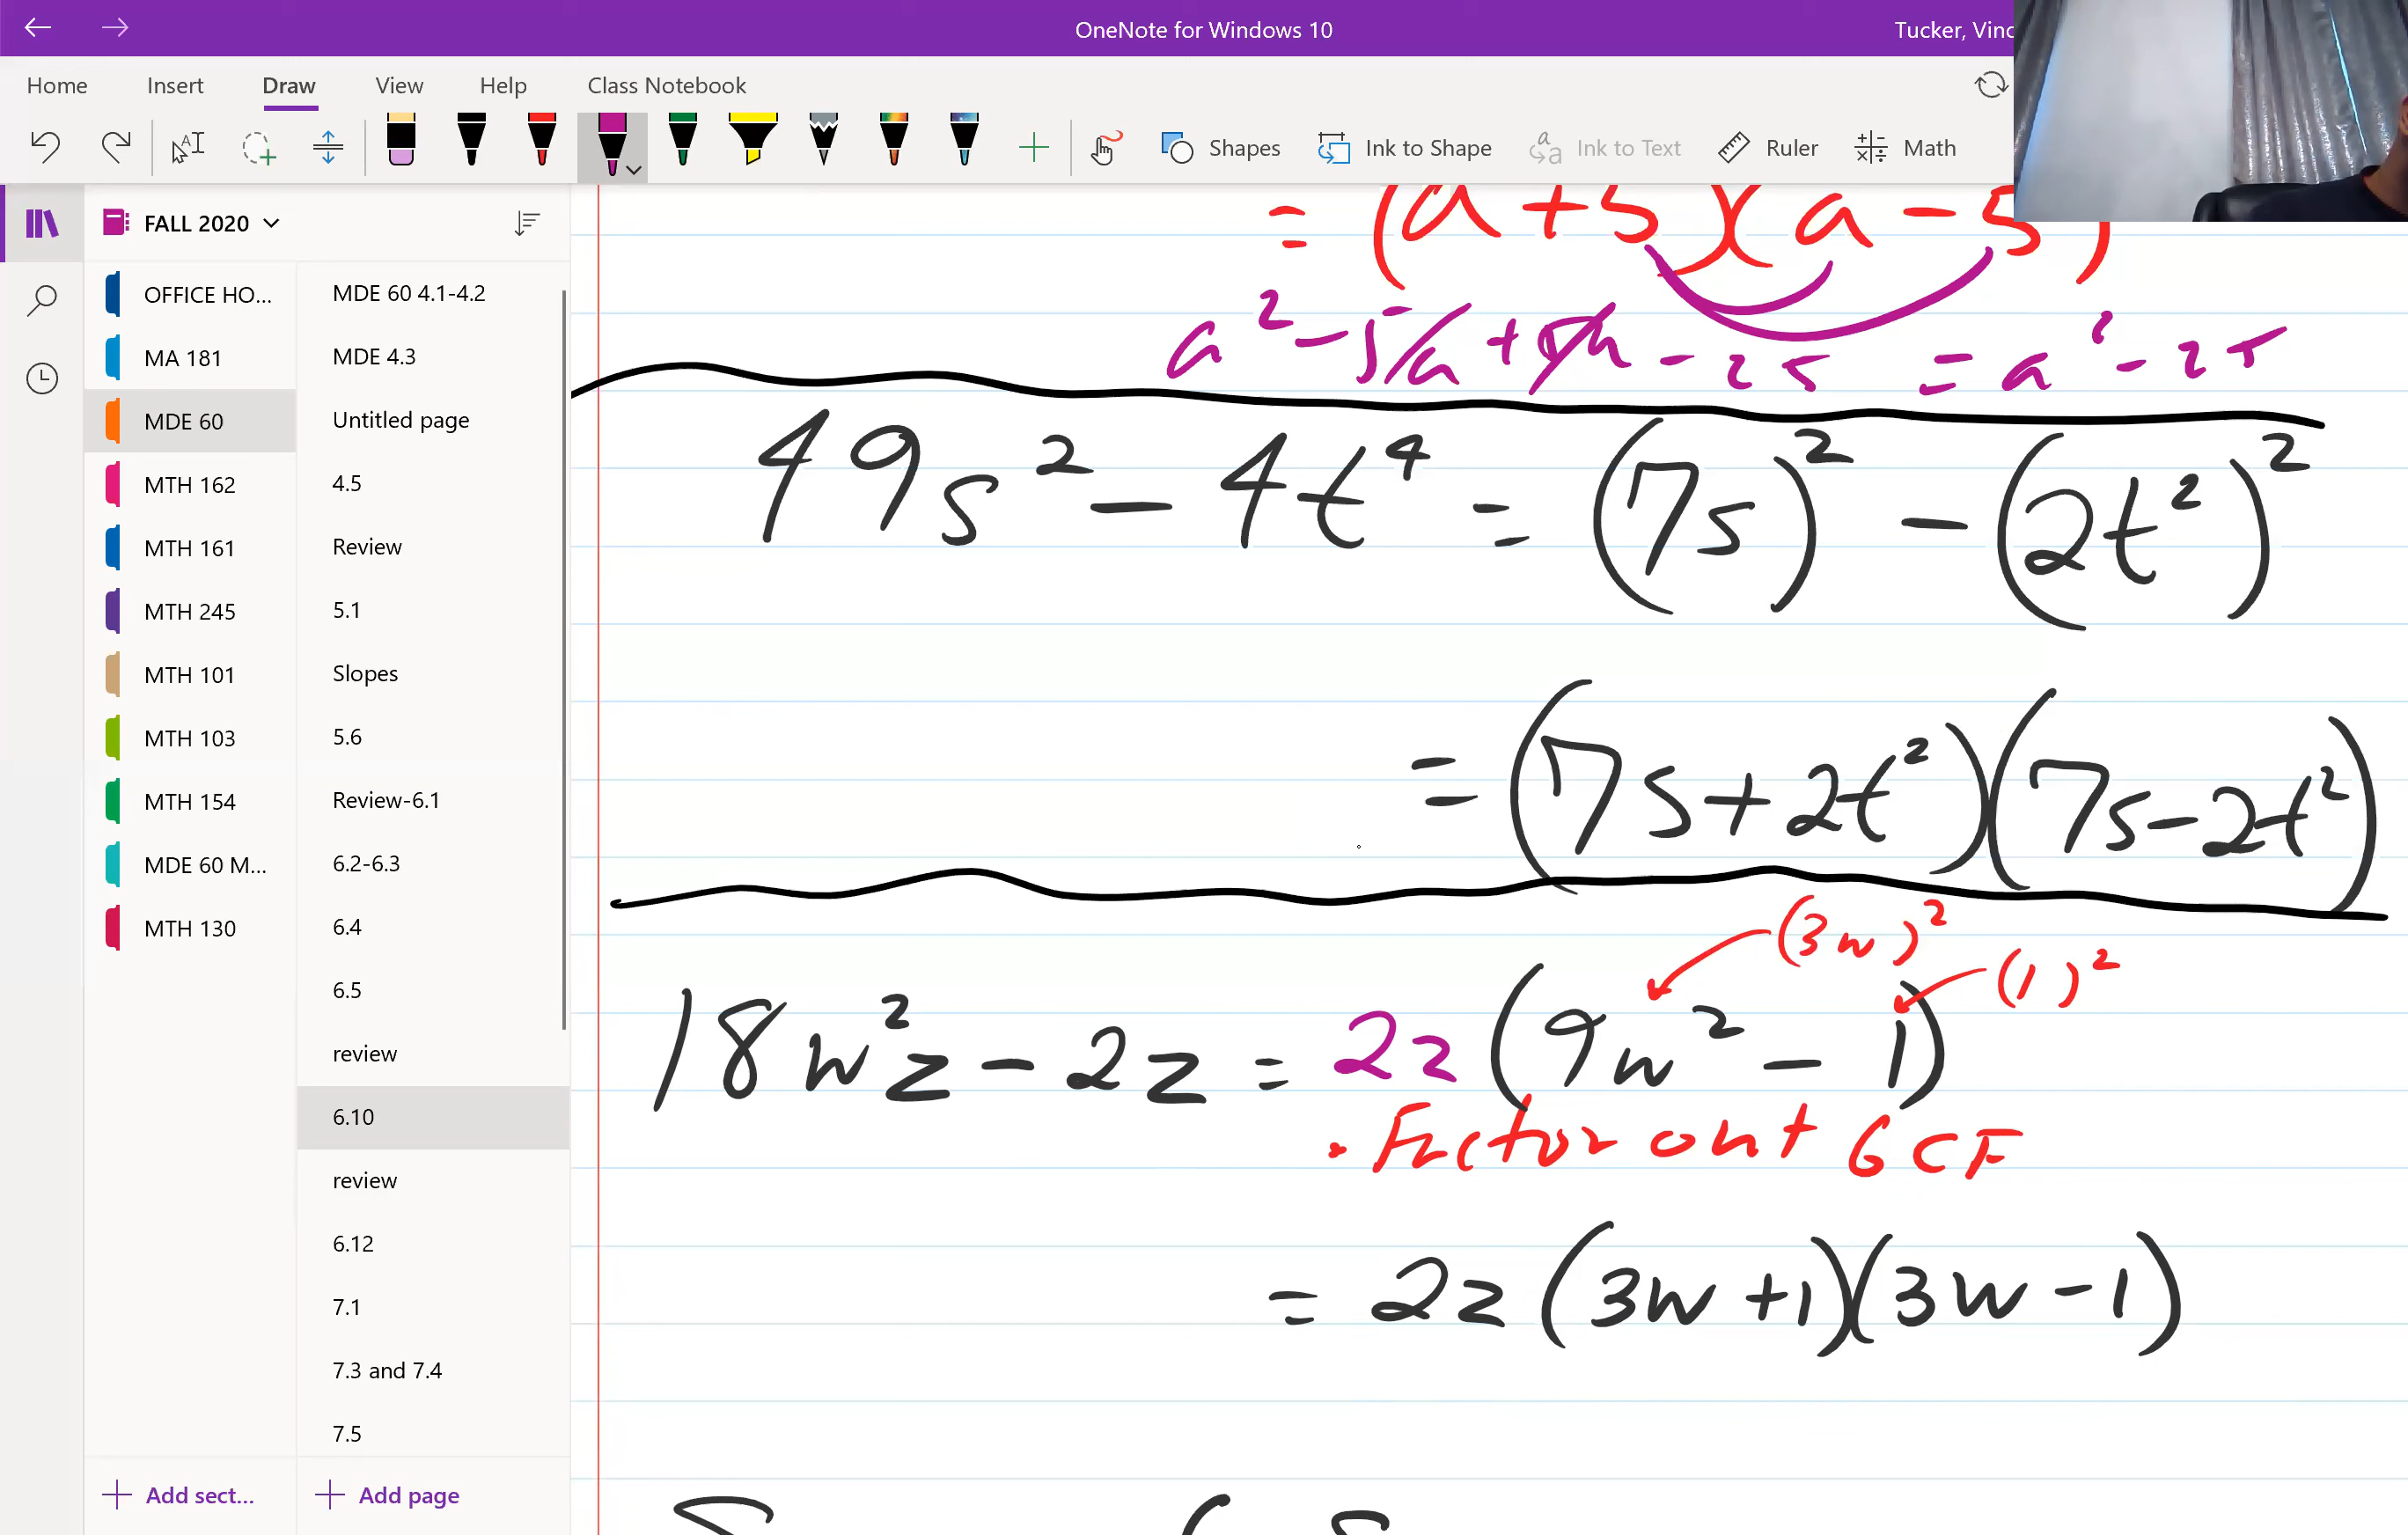 OneNote for Windows 10
Tucker, Vinc
Home Insert Draw View Help Class Notebook
Shapes Ink to Shape Ink to Text Ruler Math
FALL 2020
OFFICE HO...
MA 181
MDE 60
MTH 162
MTH 161
MTH 245
MTH 101
MTH 103
MTH 154
MDE 60 M...
MTH 130
Add sect...
MDE 60 4.1-4.2
MDE 4.3
Untitled page
4.5
Review
5.1
Slopes
5.6
Review-6.1
6.2-6.3
6.4
6.5
review
6.10
review
6.12
7.1
7.3 and 7.4
7.5
Add page
= (a + 5)(a - 5)
a² - 5a + 5a - 25 = a² - 25
49s² - 4t⁴ = (7s)² - (2t²)²
= (7s + 2t²)(7s - 2t²)
(3w)²
(1)²
18w²z - 2z = 2z(9w² - 1)
· Factor out GCF
= 2z(3w + 1)(3w - 1)